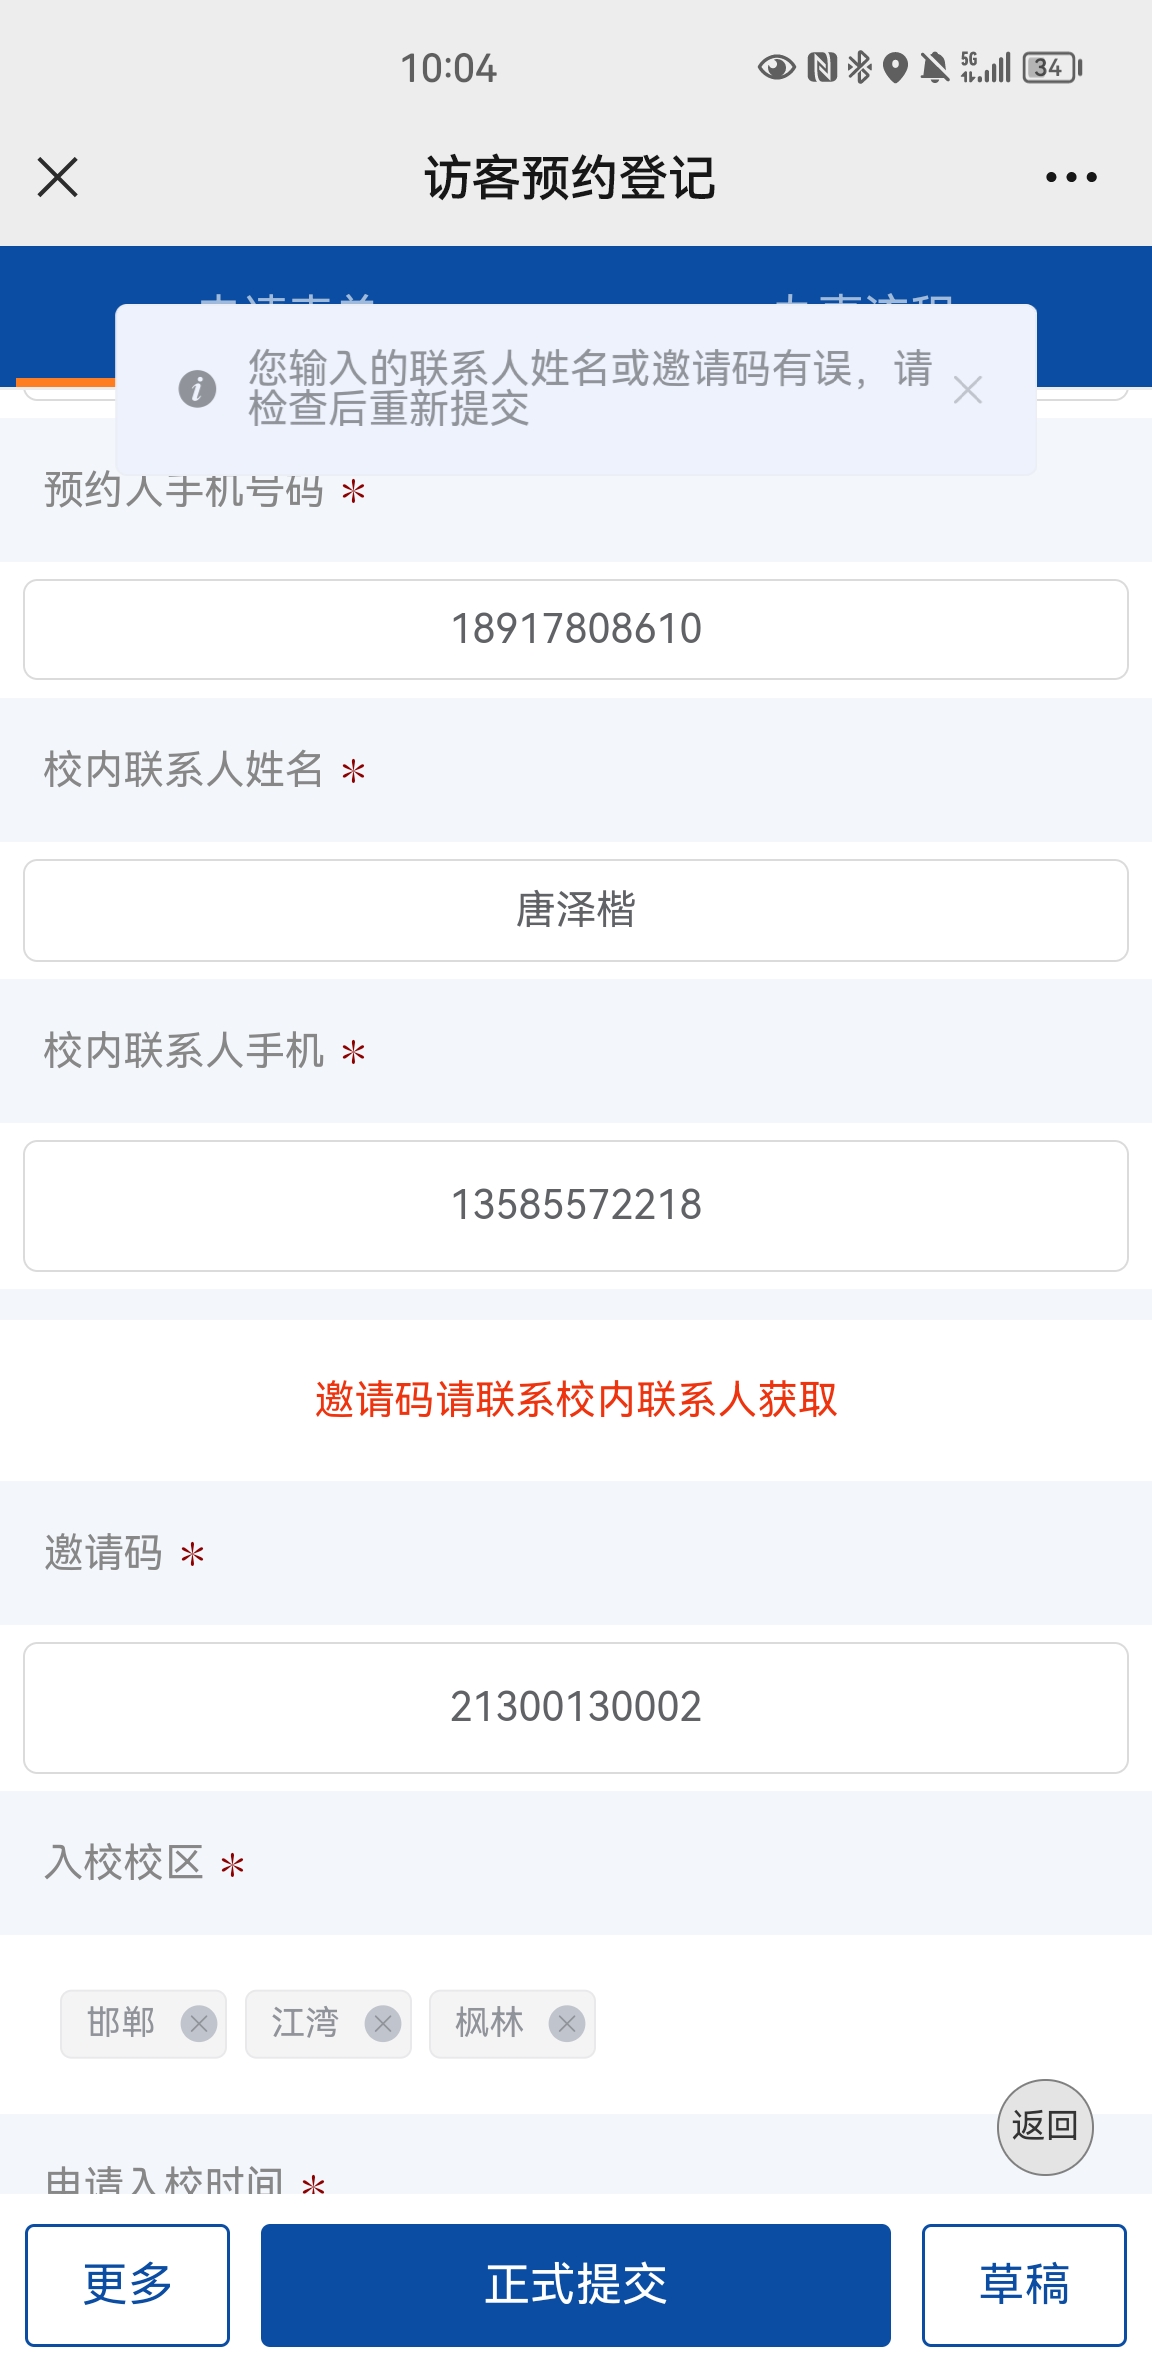 10:04
5G
34
访客预约登记
您输入的联系人姓名或邀请码有误，请
检查后重新提交
预约人手机号码 *
18917808610
校内联系人姓名 *
唐泽楷
校内联系人手机 *
13585572218
邀请码请联系校内联系人获取
邀请码 *
21300130002
入校校区 *
邯郸
江湾
枫林
返回
申请入校时间 *
更多
正式提交
草稿